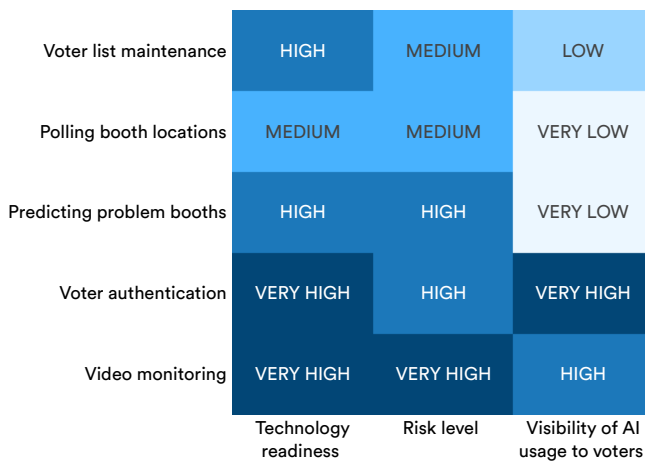 Voter list maintenance HIGH MEDIUM LOW
Polling booth locations MEDIUM MEDIUM VERY LOW
Predicting problem booths HIGH HIGH VERY LOW
Voter authentication VERY HIGH HIGH VERY HIGH
Video monitoring VERY HIGH VERY HIGH HIGH
Technology readiness
Risk level
Visibility of AI
usage to voters